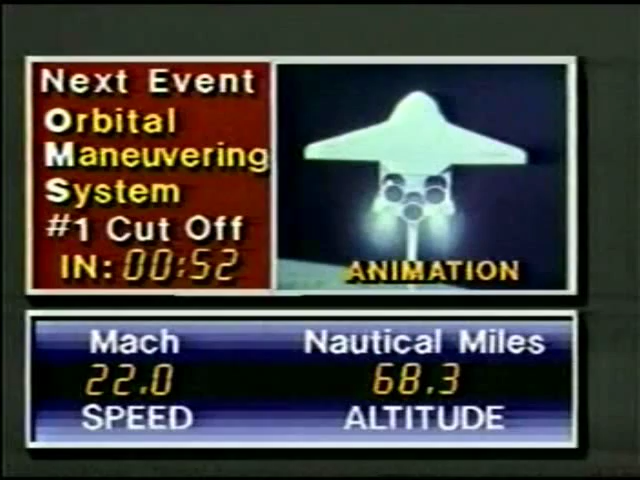 Next Event
Orbital
Maneuvering
System
#1 Cut Off
IN: 00:52
ANIMATION
Mach
22.0
SPEED
Nautical Miles
68.3
ALTITUDE